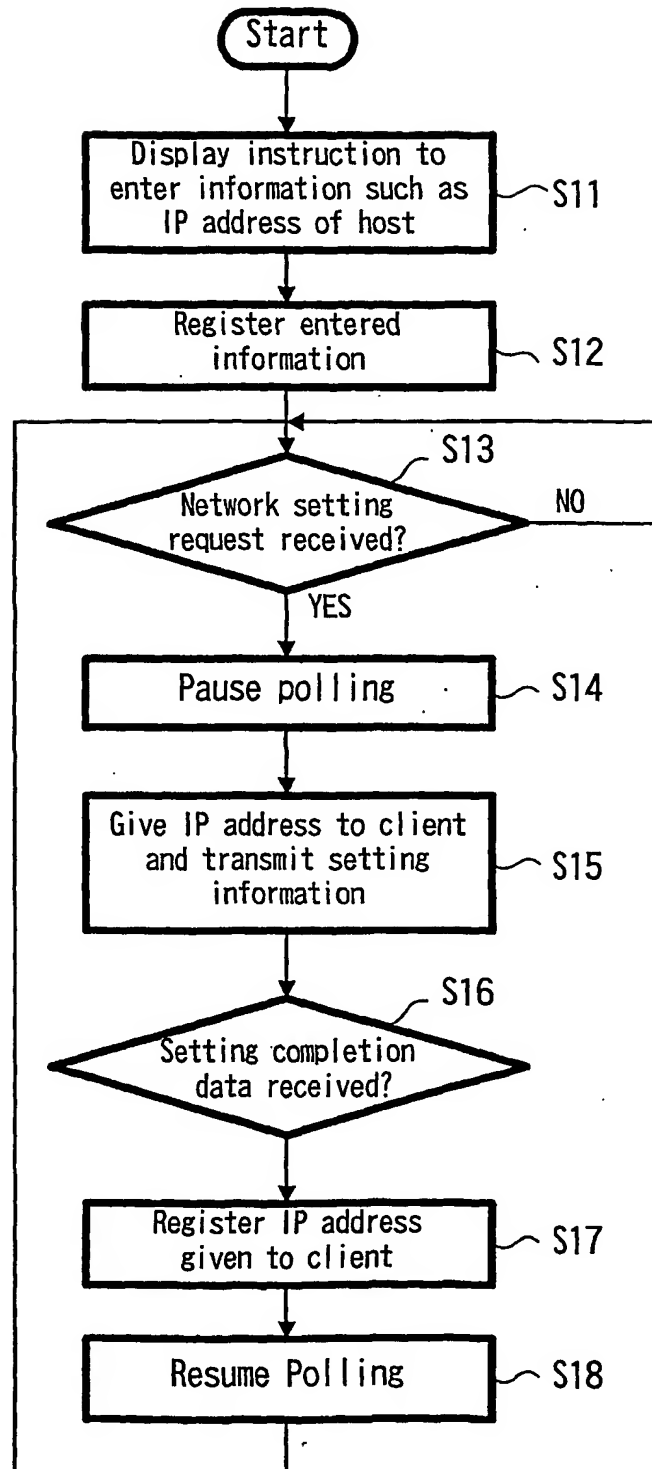 Start
Display instruction to
enter information such as
IP address of host
S11
Register entered
information
S12
S13
Network setting
request received?
NO
YES
Pause polling
S14
Give IP address to client
and transmit setting
information
S15
S16
Setting completion
data received?
Register IP address
given to client
S17
Resume Polling
S18